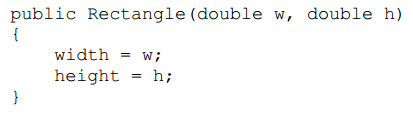 public Rectangle(double w, double h)
{
    width = w;
    height = h;
}